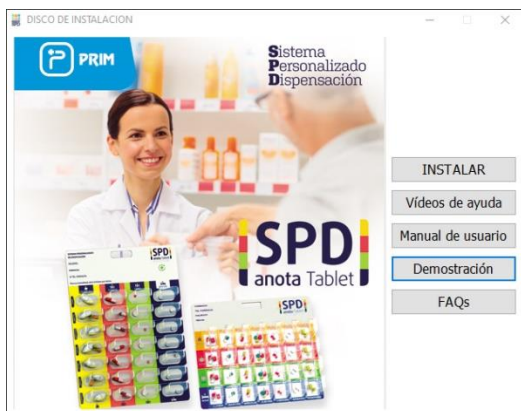 DISCO DE INSTALACION
PRIM
Sistema
Personalizado
Dispensación
SPD
anota Tablet
INSTALAR
Vídeos de ayuda
Manual de usuario
Demostración
FAQs
SPD
SPD